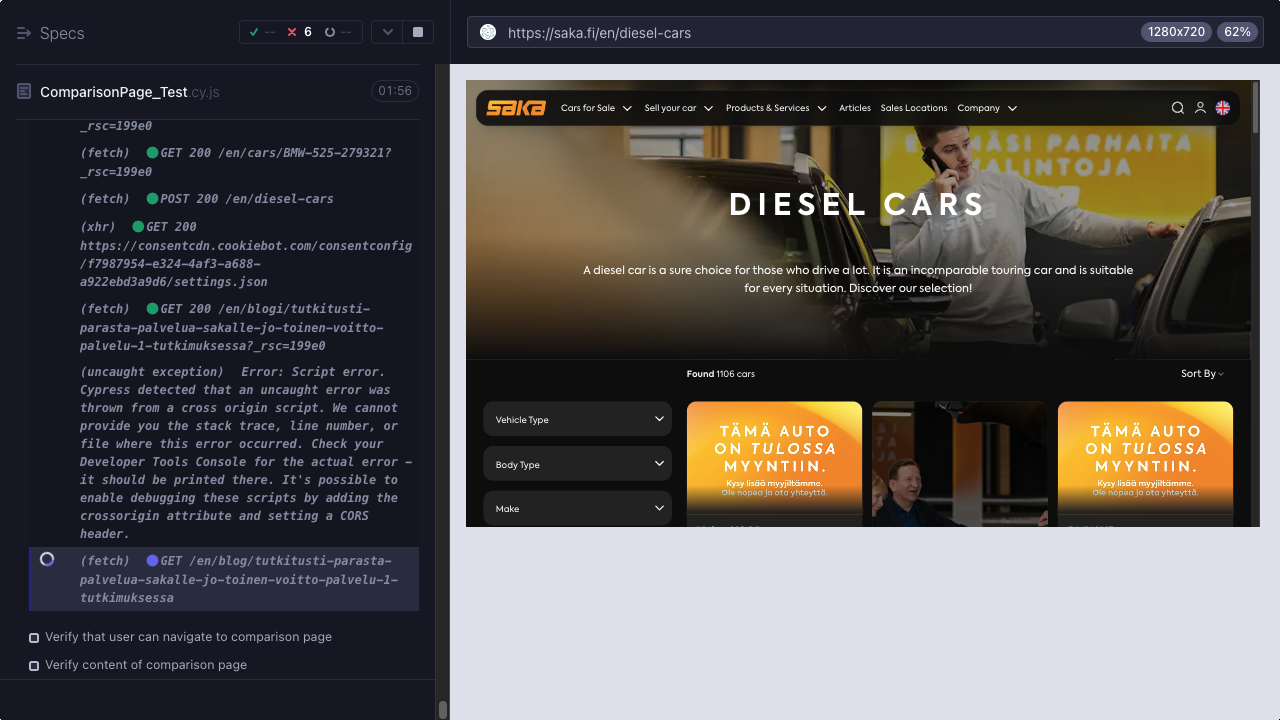 Specs
-- 6 --
https://saka.fi/en/diesel-cars
1280x720
62%
ComparisonPage_Test.cy.js
01:56
_rsc=199e0
(fetch) GET 200 /en/cars/BMW-525-279321?
_rsc=199e0
(fetch) POST 200 /en/diesel-cars
(xhr) GET 200
https://consentcdn.cookiebot.com/consentconfig
/f7987954-e324-4af3-a688-
a922ebd3a9d6/settings.json
(fetch) GET 200 /en/blogi/tutkitusti-
parasta-palvelua-sakalle-jo-toinen-voitto-
palvelu-1-tutkimuksessa?_rsc=199e0
(uncaught exception) Error: Script error.
Cypress detected that an uncaught error was
thrown from a cross origin script. We cannot
provide you the stack trace, line number, or
file where this error occurred. Check your
Developer Tools Console for the actual error -
it should be printed there. It's possible to
enable debugging these scripts by adding the
crossorigin attribute and setting a CORS
header.
(fetch) GET /en/blog/tutkitusti-parasta-
palvelua-sakalle-jo-toinen-voitto-palvelu-1-
tutkimuksessa
Verify that user can navigate to comparison page
Verify content of comparison page
saka
Cars for Sale
Sell your car
Products & Services
Articles
Sales Locations
Company
PARHAITA
DIESEL CARS
A diesel car is a sure choice for those who drive a lot. It is an incomparable touring car and is suitable
for every situation. Discover our selection!
Found 1106 cars
Sort By
Vehicle Type
Body Type
Make
TÄMÄ AUTO
ON TULOSSA
MYYNTIIN.
Kysy lisää myyjiltämme.
Ole nopea ja ota yhteyttä.
TÄMÄ AUTO
ON TULOSSA
MYYNTIIN.
Kysy lisää myyjiltämme.
Ole nopea ja ota yhteyttä.